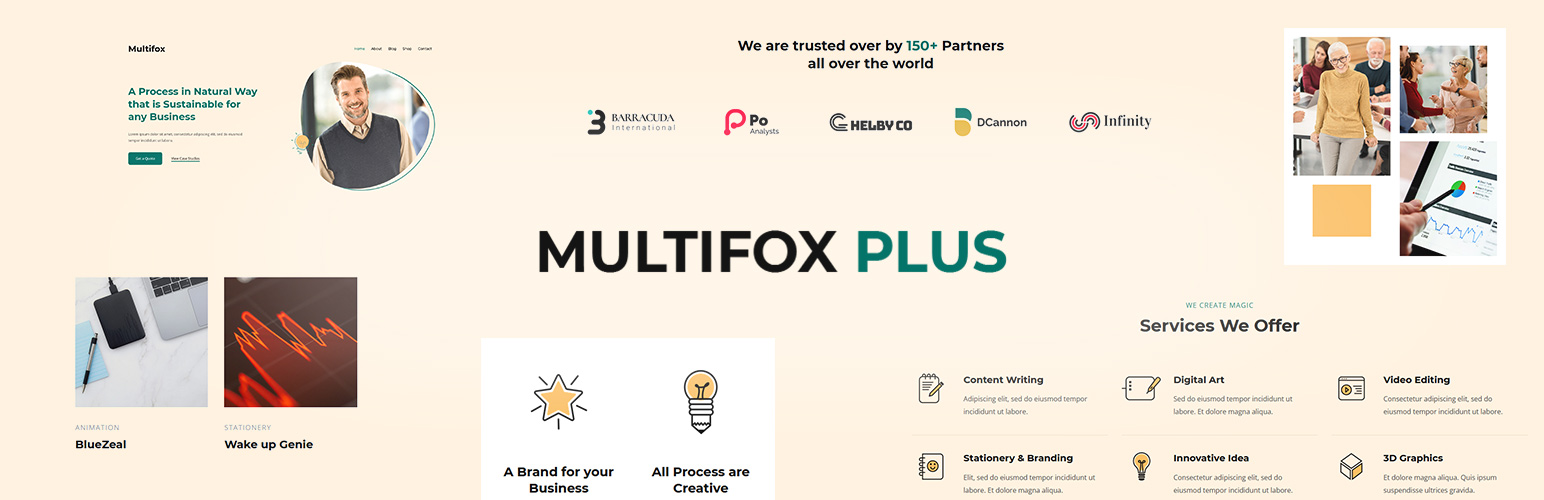 Multifox
Home About Blog Shop Contact
A Process in Natural Way
that is Sustainable for
any Business
Lorem ipsum dolor sit amet, consectetur adipiscing elit, sed do eiusmod
tempor incididunt ut labore.
Get a Quote
View Case Studies
We are trusted over by 150+ Partners
all over the world
BARRACUDA
International
Po
Analysts
CHELBY CO
DCannon
Infinity
MULTIFOX PLUS
ANIMATION
BlueZeal
STATIONERY
Wake up Genie
A Brand for your
Business
All Process are
Creative
WE CREATE MAGIC
Services We Offer
Content Writing
Adipiscing elit, sed do eiusmod tempor
incididunt ut labore.
Digital Art
Sed do eiusmod tempor incididunt ut
labore. Et dolore magna aliqua.
Video Editing
Consectetur adipiscing elit, sed do
eiusmod tempor incididunt ut labore.
Stationery & Branding
Elit, sed do eiusmod tempor incididunt ut
labore. Et dolore magna aliqua.
Innovative Idea
Consectetur adipiscing elit, sed do
eiusmod tempor incididunt ut labore.
3D Graphics
Et dolore magna aliqua. Quis ipsum
suspendisse ultrices gravida.